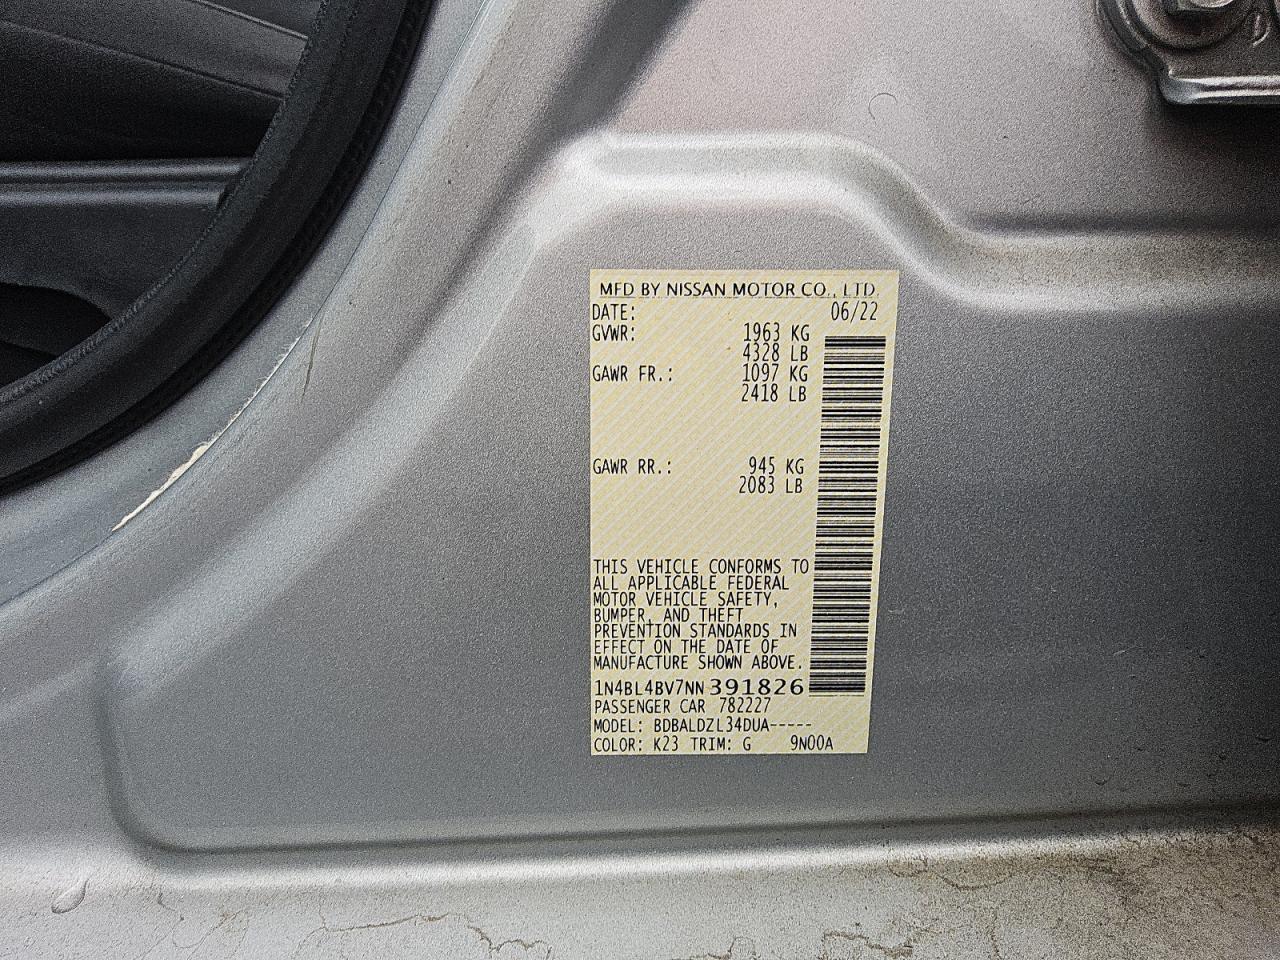 MFD BY NISSAN MOTOR CO., LTD.
DATE: 06/22
GVWR: 1963 KG
4328 LB
GAWR FR.: 1097 KG
2418 LB
GAWR RR.: 945 KG
2083 LB
THIS VEHICLE CONFORMS TO
ALL APPLICABLE FEDERAL
MOTOR VEHICLE SAFETY,
BUMPER, AND THEFT
PREVENTION STANDARDS IN
EFFECT ON THE DATE OF
MANUFACTURE SHOWN ABOVE.
1N4BL4BV7NN391826
PASSENGER CAR 782227
MODEL: BDBALDZL34DUA-----
COLOR: K23 TRIM: G 9N00A